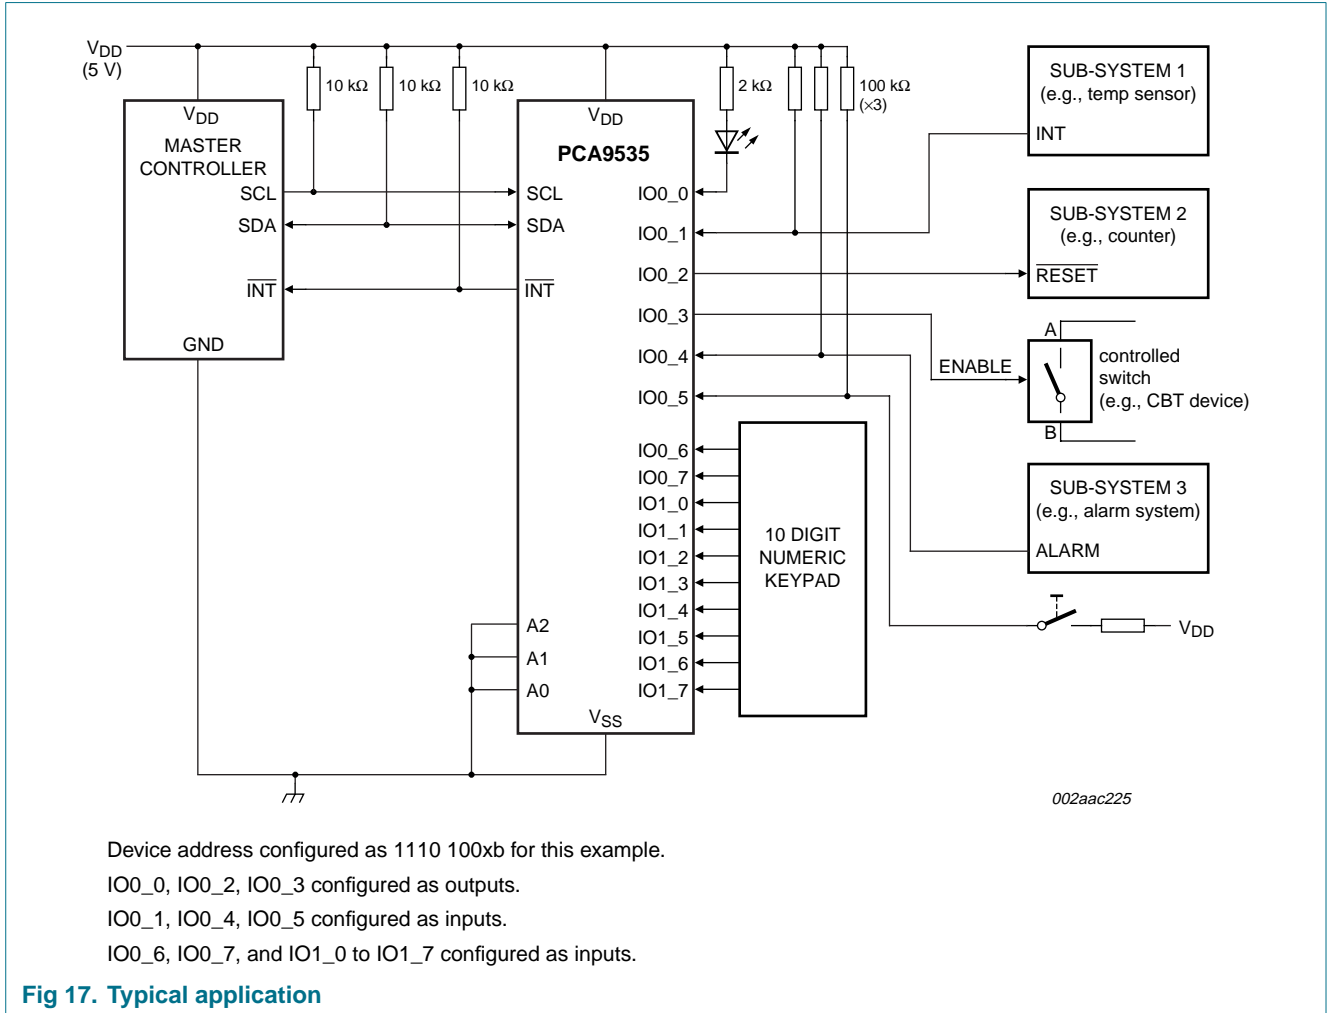 VDD
(5 V)
10 kΩ
10 kΩ
10 kΩ
2 kΩ
100 kΩ
(×3)
VDD
MASTER
CONTROLLER
SCL
SDA
INT
GND
VDD
PCA9535
SCL
SDA
INT
A2
A1
A0
VSS
IO0_0
IO0_1
IO0_2
IO0_3
IO0_4
IO0_5
IO0_6
IO0_7
IO1_0
IO1_1
IO1_2
IO1_3
IO1_4
IO1_5
IO1_6
IO1_7
10 DIGIT
NUMERIC
KEYPAD
SUB-SYSTEM 1
(e.g., temp sensor)
INT
SUB-SYSTEM 2
(e.g., counter)
RESET
ENABLE
A
B
controlled
switch
(e.g., CBT device)
SUB-SYSTEM 3
(e.g., alarm system)
ALARM
VDD
002aac225
Device address configured as 1110 100xb for this example.
IO0_0, IO0_2, IO0_3 configured as outputs.
IO0_1, IO0_4, IO0_5 configured as inputs.
IO0_6, IO0_7, and IO1_0 to IO1_7 configured as inputs.
Fig 17. Typical application